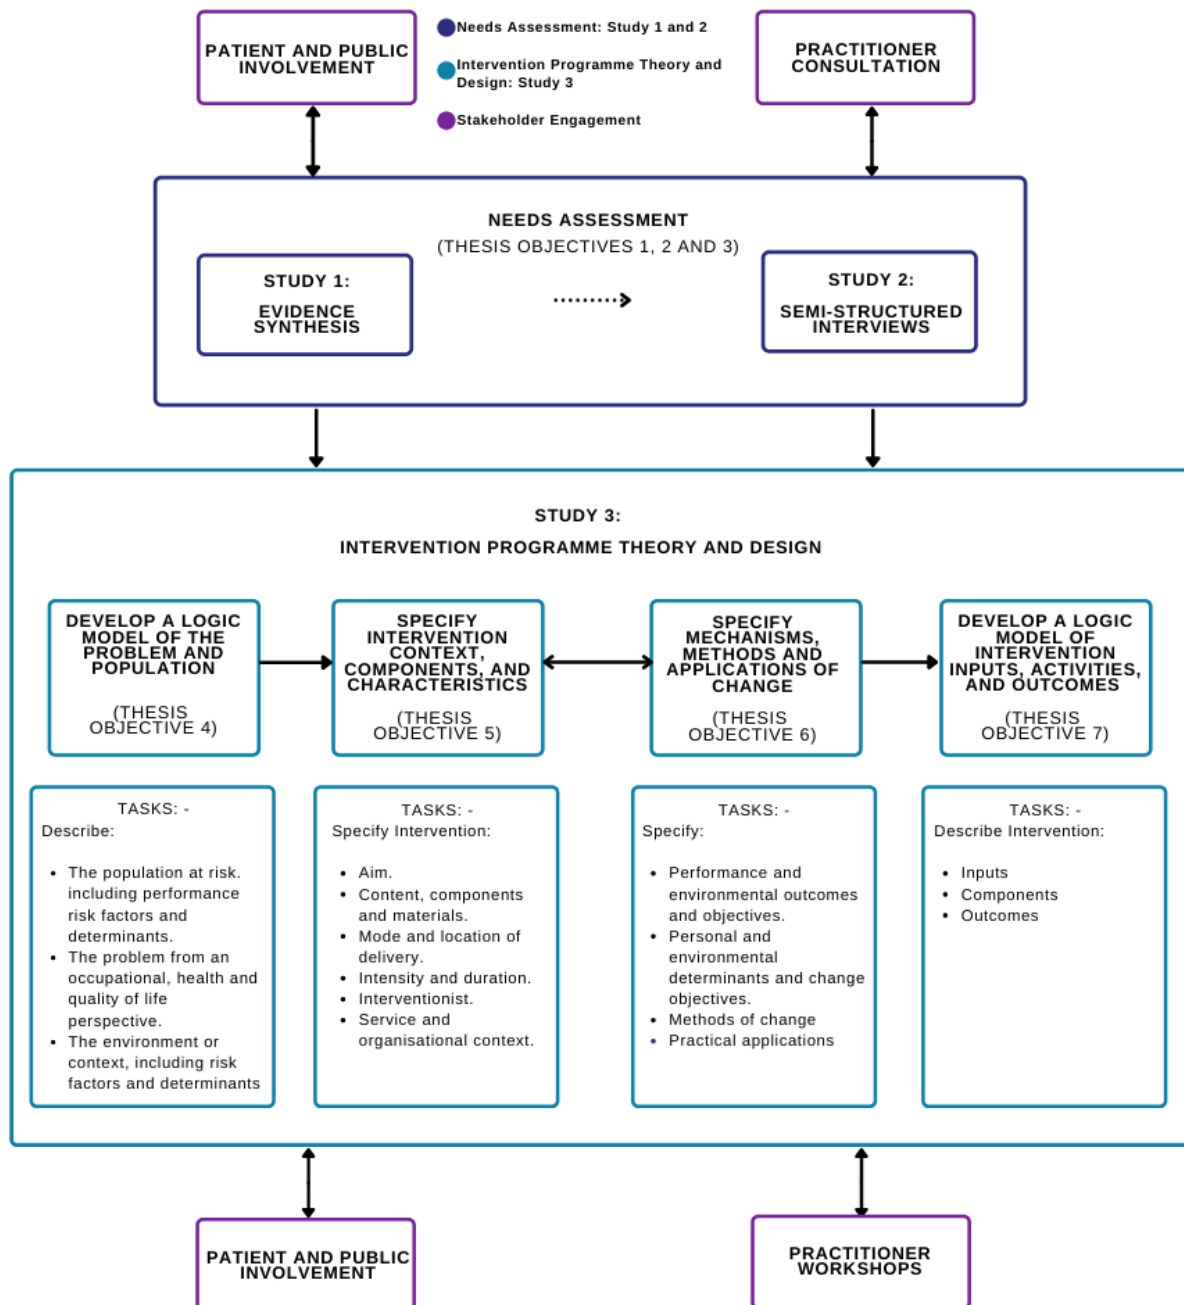 PATIENT AND PUBLIC
INVOLVEMENT
Needs Assessment: Study 1 and 2
Intervention Programme Theory and
Design: Study 3
Stakeholder Engagement
PRACTITIONER
CONSULTATION
NEEDS ASSESSMENT
(THESIS OBJECTIVES 1, 2 AND 3)
STUDY 1:
EVIDENCE
SYNTHESIS
STUDY 2:
SEMI-STRUCTURED
INTERVIEWS
STUDY 3:
INTERVENTION PROGRAMME THEORY AND DESIGN
DEVELOP A LOGIC
MODEL OF THE
PROBLEM AND
POPULATION
(THESIS
OBJECTIVE 4)
SPECIFY
INTERVENTION
CONTEXT,
COMPONENTS, AND
CHARACTERISTICS
(THESIS
OBJECTIVE 5)
SPECIFY
MECHANISMS,
METHODS AND
APPLICATIONS OF
CHANGE
(THESIS
OBJECTIVE 6)
DEVELOP A LOGIC
MODEL OF
INTERVENTION
INPUTS, ACTIVITIES,
AND OUTCOMES
(THESIS
OBJECTIVE 7)
TASKS: -
Describe:
• The population at risk.
including performance
risk factors and
determinants.
• The problem from an
occupational, health and
quality of life
perspective.
• The environment or
context, including risk
factors and determinants
TASKS: -
Specify Intervention:
• Aim.
• Content, components
and materials.
• Mode and location of
delivery.
• Intensity and duration.
• Interventionist.
• Service and
organisational context.
TASKS: -
Specify:
• Performance and
environmental outcomes
and objectives.
• Personal and
environmental
determinants and change
objectives.
• Methods of change
• Practical applications
TASKS: -
Describe Intervention:
• Inputs
• Components
• Outcomes
PATIENT AND PUBLIC
INVOLVEMENT
PRACTITIONER
WORKSHOPS